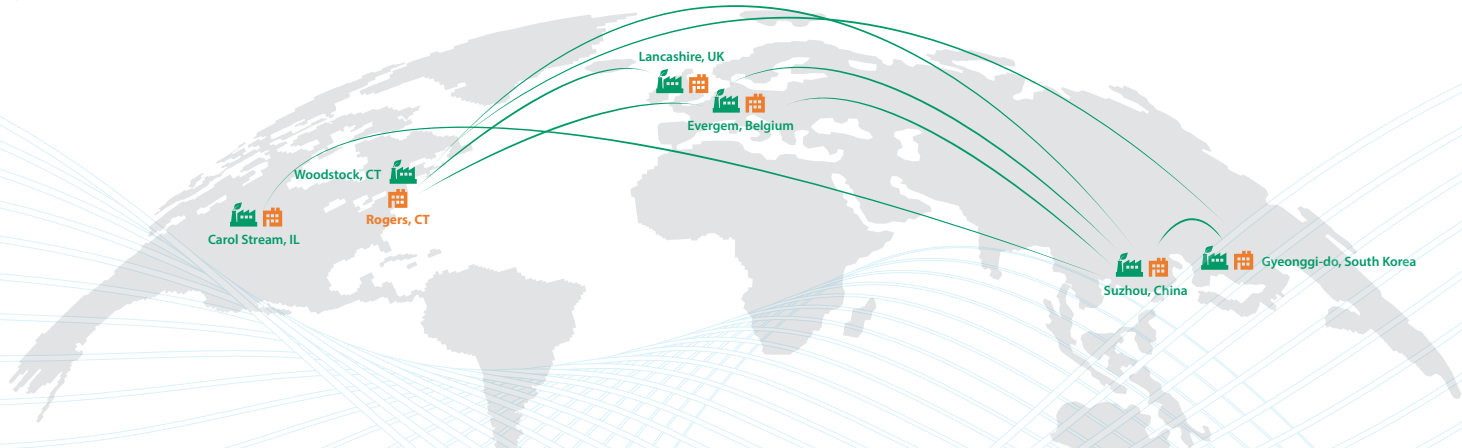 Lancashire, UK
Evergem, Belgium
Woodstock, CT
Rogers, CT
Carol Stream, IL
Gyeonggi-do, South Korea
Suzhou, China